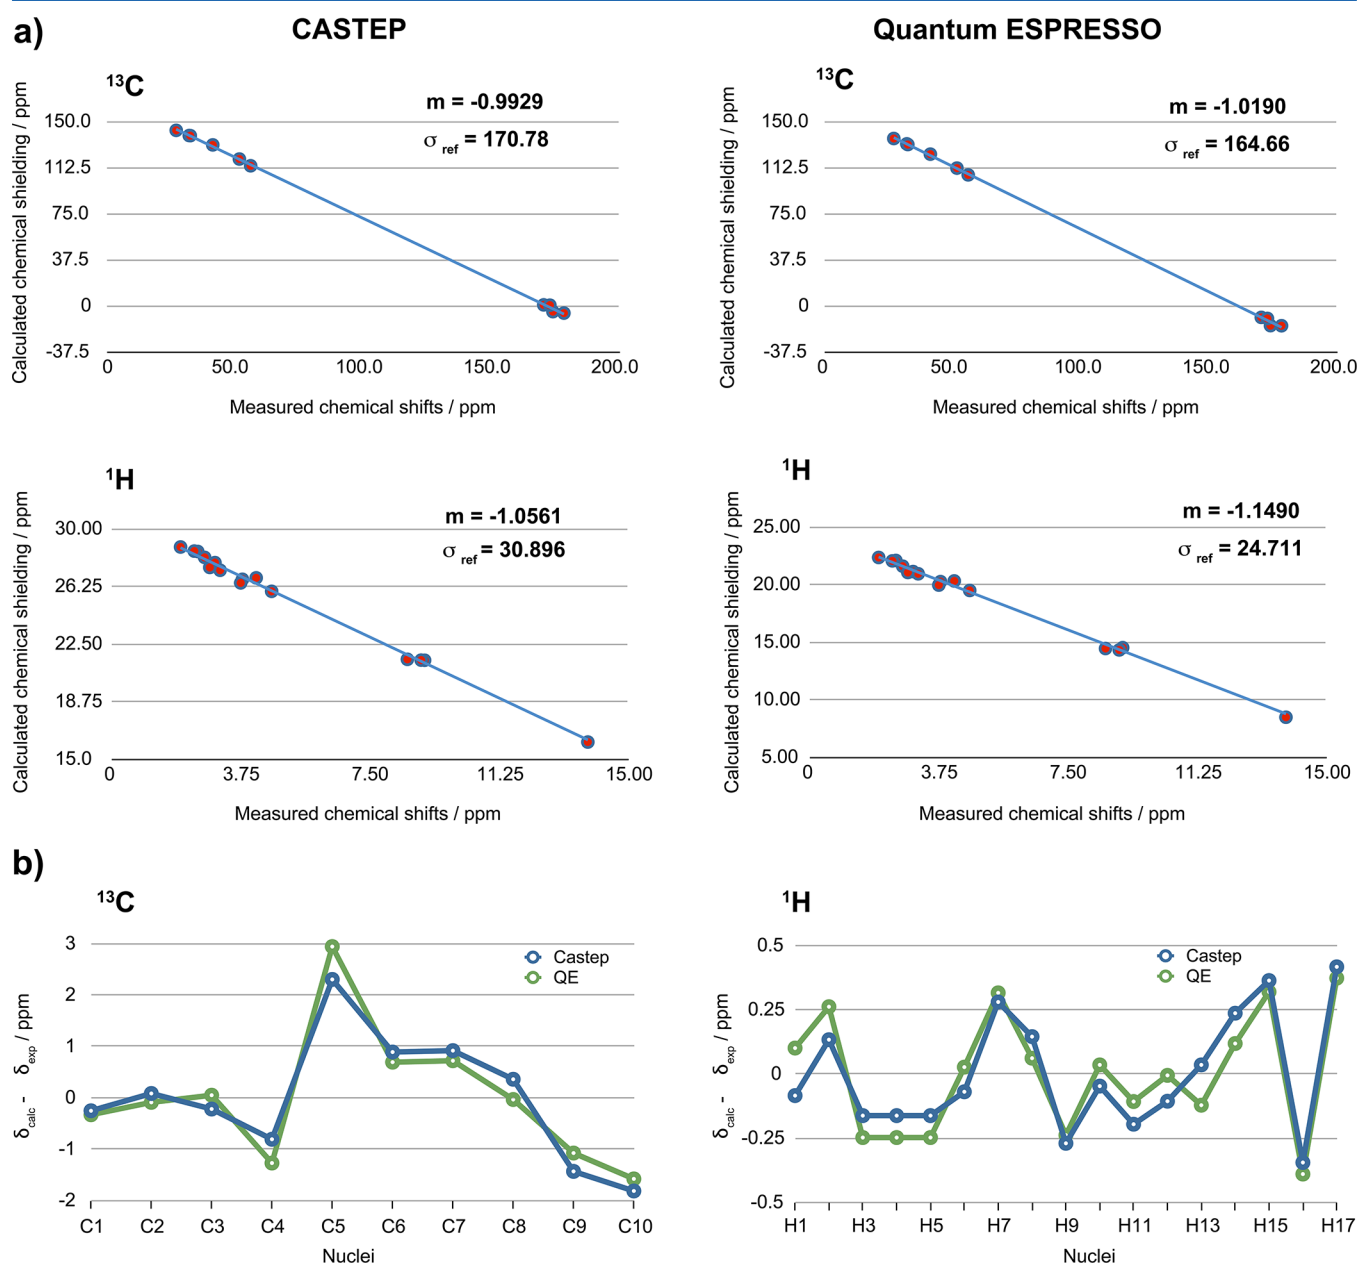 a)
CASTEP
Quantum ESPRESSO
13C
m = -0.9929
σ ref = 170.78
Calculated chemical shielding / ppm
150.0
112.5
75.0
37.5
0
-37.5
0 50.0 100.0 150.0 200.0
Measured chemical shifts / ppm
13C
m = -1.0190
σ ref = 164.66
Calculated chemical shielding / ppm
150.0
112.5
75.0
37.5
0
-37.5
0 50.0 100.0 150.0 200.0
Measured chemical shifts / ppm
1H
m = -1.0561
σ ref = 30.896
Calculated chemical shielding / ppm
30.00
26.25
22.50
18.75
15.0
0 3.75 7.50 11.25 15.00
Measured chemical shifts / ppm
1H
m = -1.1490
σ ref = 24.711
Calculated chemical shielding / ppm
25.00
20.00
15.00
10.00
5.00
0 3.75 7.50 11.25 15.00
Measured chemical shifts / ppm
b)
13C
Castep
QE
δcalc - δexp / ppm
3
2
1
0
-1
-2
C1 C2 C3 C4 C5 C6 C7 C8 C9 C10
Nuclei
1H
Castep
QE
δcalc - δexp / ppm
0.5
0.25
0
-0.25
-0.5
H1 H3 H5 H7 H9 H11 H13 H15 H17
Nuclei